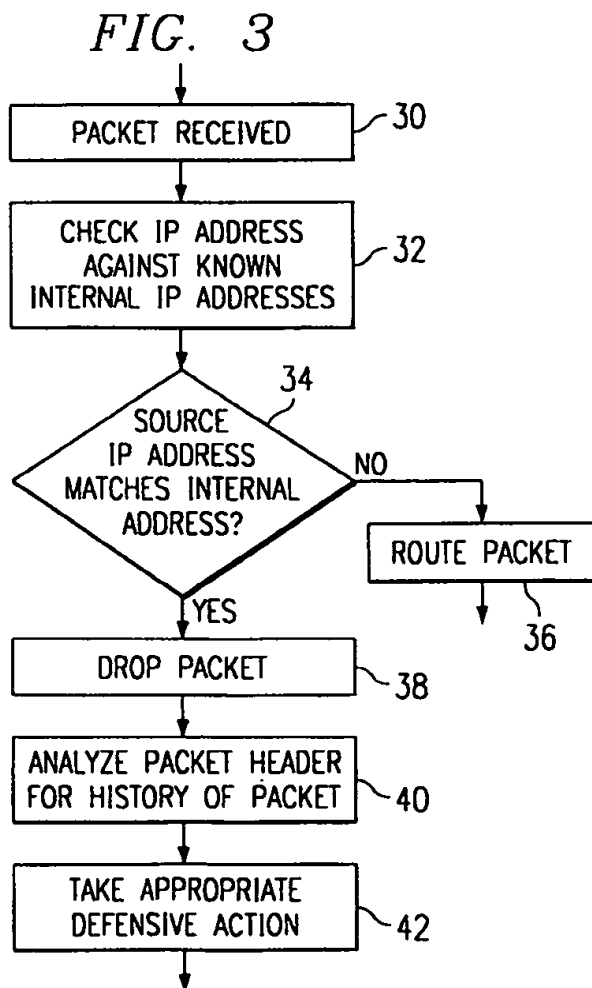 FIG. 3
PACKET RECEIVED
30
CHECK IP ADDRESS
AGAINST KNOWN
INTERNAL IP ADDRESSES
32
34
SOURCE
IP ADDRESS
MATCHES INTERNAL
ADDRESS?
NO
ROUTE PACKET
36
YES
DROP PACKET
38
ANALYZE PACKET HEADER
FOR HISTORY OF PACKET
40
TAKE APPROPRIATE
DEFENSIVE ACTION
42